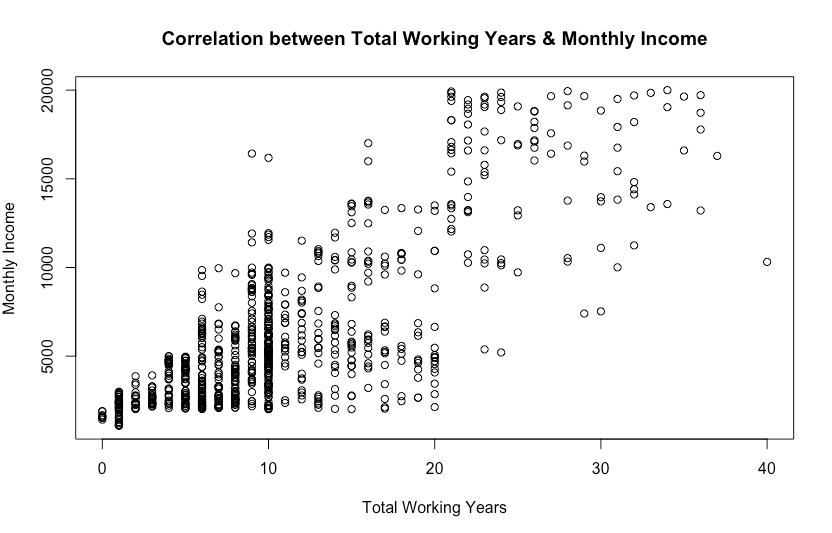 Correlation between Total Working Years & Monthly Income
Monthly Income
20000
15000
10000
5000
0 10 20 30 40
Total Working Years